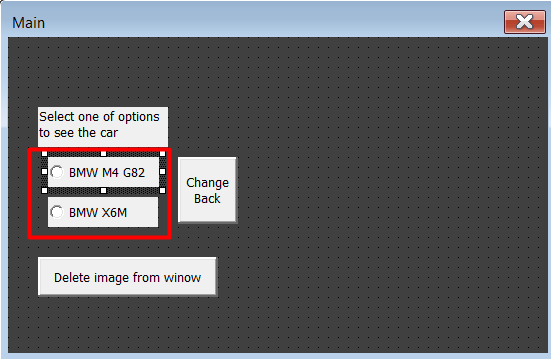 Main
Select one of options
to see the car
BMW M4 G82
Change
Back
BMW X6M
Delete image from winow